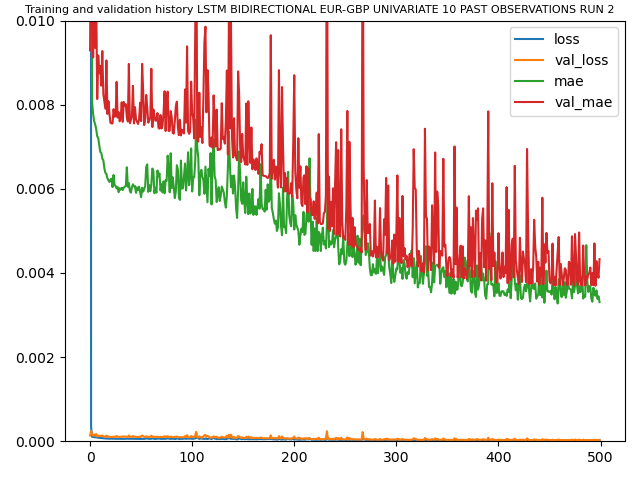 Training and validation history LSTM BIDIRECTIONAL EUR-GBP UNIVARIATE 10 PAST OBSERVATIONS RUN 2
0.010
0.008
0.006
0.004
0.002
0.000
0
100
200
300
400
500
loss
val_loss
mae
val_mae